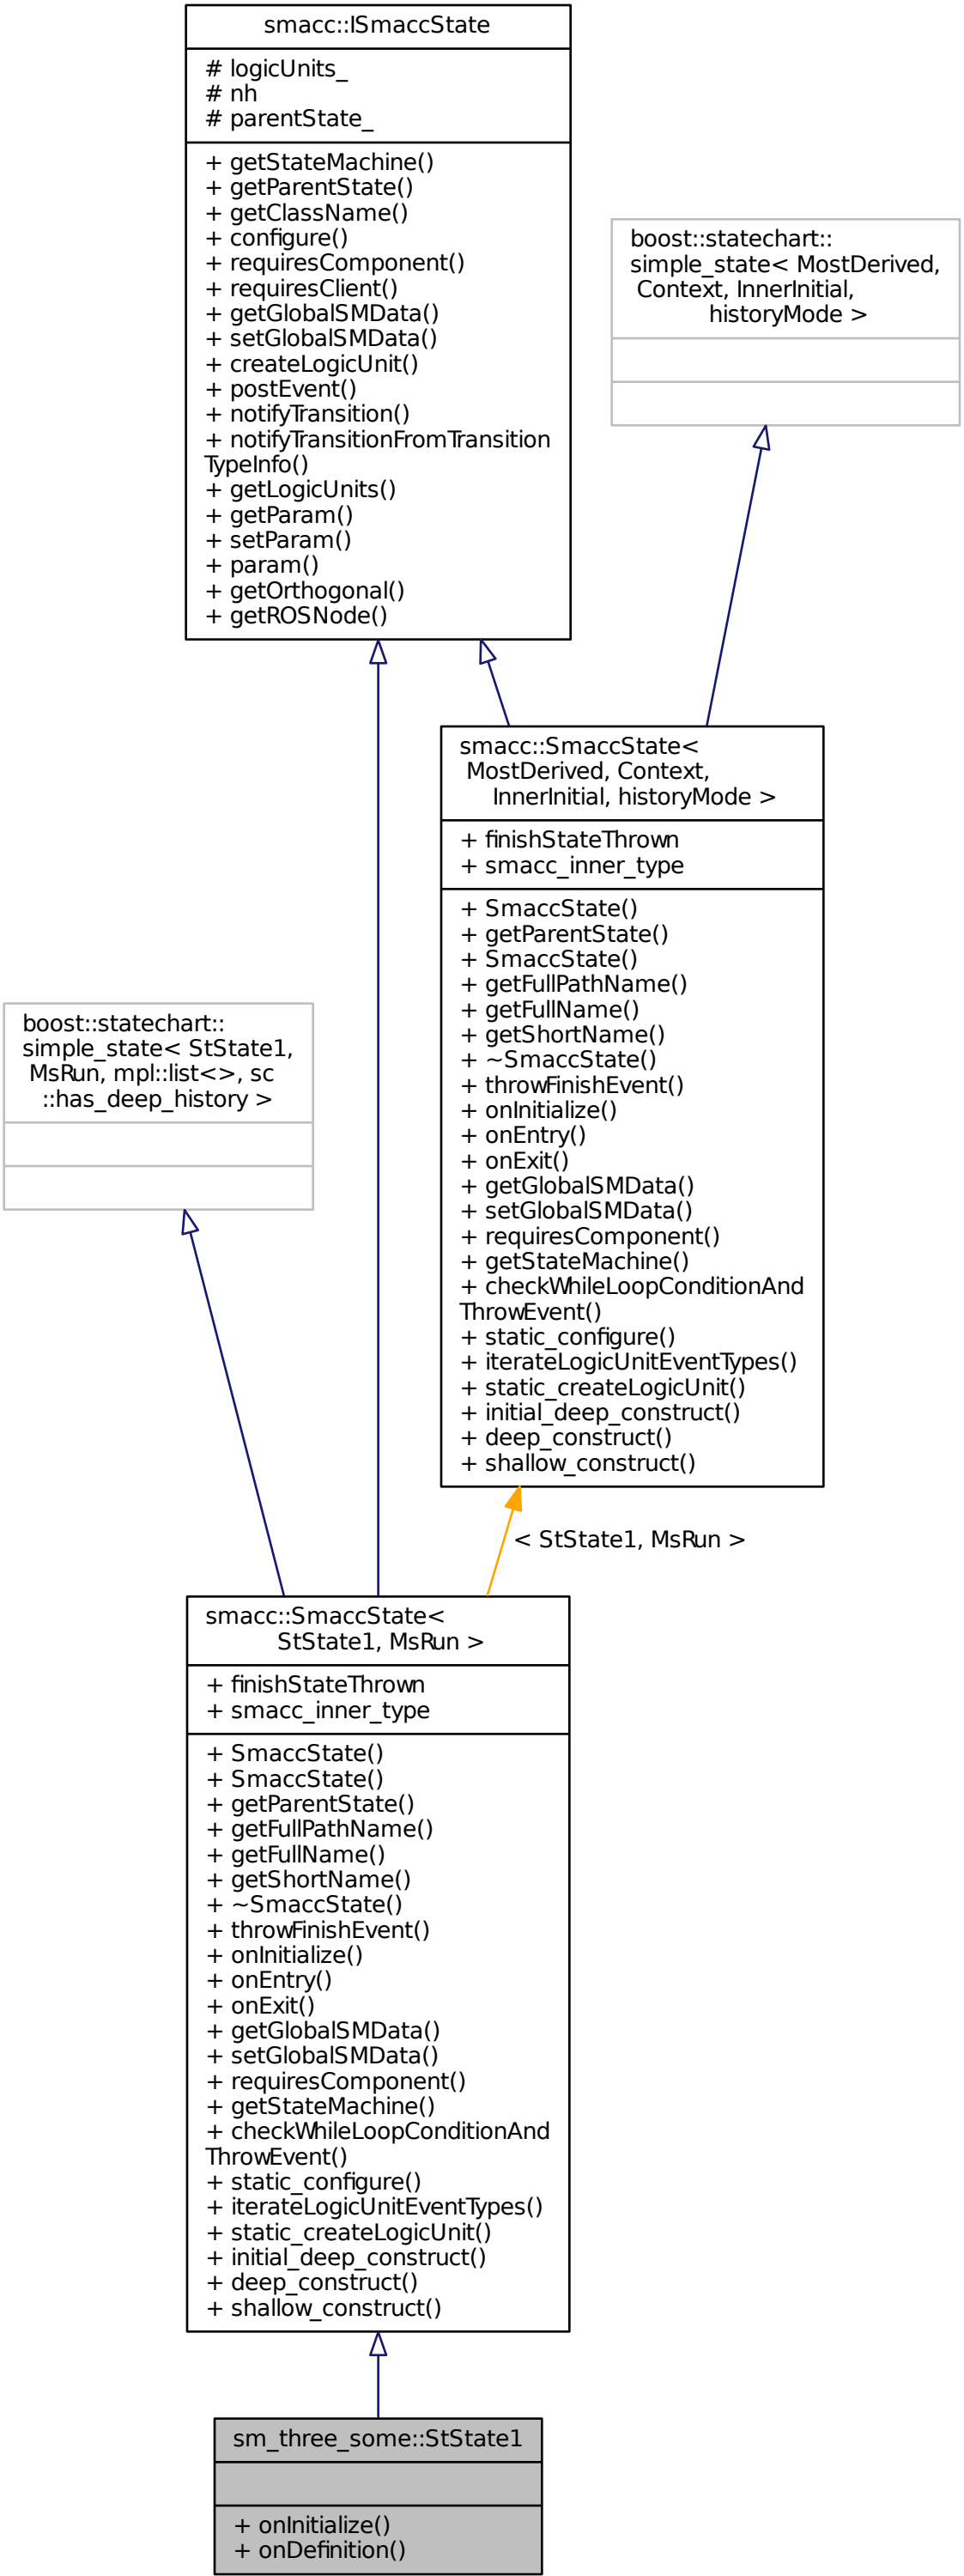 smacc::ISmaccState
# logicUnits_
# nh
# parentState_
+ getStateMachine()
+ getParentState()
+ getClassName()
+ configure()
+ requiresComponent()
+ requiresClient()
+ getGlobalSMData()
+ setGlobalSMData()
+ createLogicUnit()
+ postEvent()
+ notifyTransition()
+ notifyTransitionFromTransition
TypeInfo()
+ getLogicUnits()
+ getParam()
+ setParam()
+ param()
+ getOrthogonal()
+ getROSNode()
boost::statechart::
simple_state< MostDerived,
Context, InnerInitial,
historyMode >
smacc::SmaccState<
MostDerived, Context,
InnerInitial, historyMode >
+ finishStateThrown
+ smacc_inner_type
+ SmaccState()
+ getParentState()
+ SmaccState()
+ getFullPathName()
+ getFullName()
+ getShortName()
+ ~SmaccState()
+ throwFinishEvent()
+ onInitialize()
+ onEntry()
+ onExit()
+ getGlobalSMData()
+ setGlobalSMData()
+ requiresComponent()
+ getStateMachine()
+ checkWhileLoopConditionAnd
ThrowEvent()
+ static_configure()
+ iterateLogicUnitEventTypes()
+ static_createLogicUnit()
+ initial_deep_construct()
+ deep_construct()
+ shallow_construct()
boost::statechart::
simple_state< StState1,
MsRun, mpl::list<>, sc
::has_deep_history >
< StState1, MsRun >
smacc::SmaccState<
StState1, MsRun >
+ finishStateThrown
+ smacc_inner_type
+ SmaccState()
+ SmaccState()
+ getParentState()
+ getFullPathName()
+ getFullName()
+ getShortName()
+ ~SmaccState()
+ throwFinishEvent()
+ onInitialize()
+ onEntry()
+ onExit()
+ getGlobalSMData()
+ setGlobalSMData()
+ requiresComponent()
+ getStateMachine()
+ checkWhileLoopConditionAnd
ThrowEvent()
+ static_configure()
+ iterateLogicUnitEventTypes()
+ static_createLogicUnit()
+ initial_deep_construct()
+ deep_construct()
+ shallow_construct()
sm_three_some::StState1
+ onInitialize()
+ onDefinition()